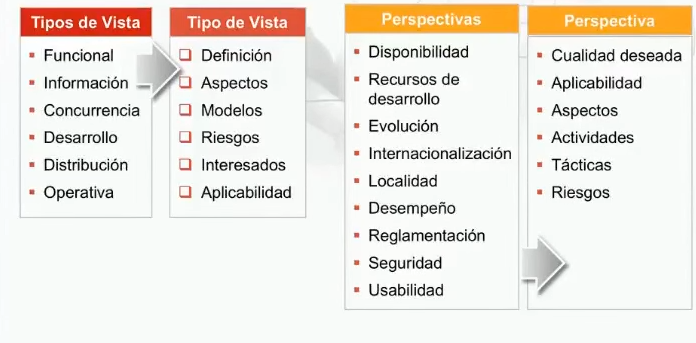 Tipos de Vista
Funcional
Información
Concurrencia
Desarrollo
Distribución
Operativa
Tipo de Vista
Definición
Aspectos
Modelos
Riesgos
Interesados
Aplicabilidad
Perspectivas
Disponibilidad
Recursos de
desarrollo
Evolución
Internacionalización
Localidad
Desempeño
Reglamentación
Seguridad
Usabilidad
Perspectiva
Cualidad deseada
Aplicabilidad
Aspectos
Actividades
Tácticas
Riesgos